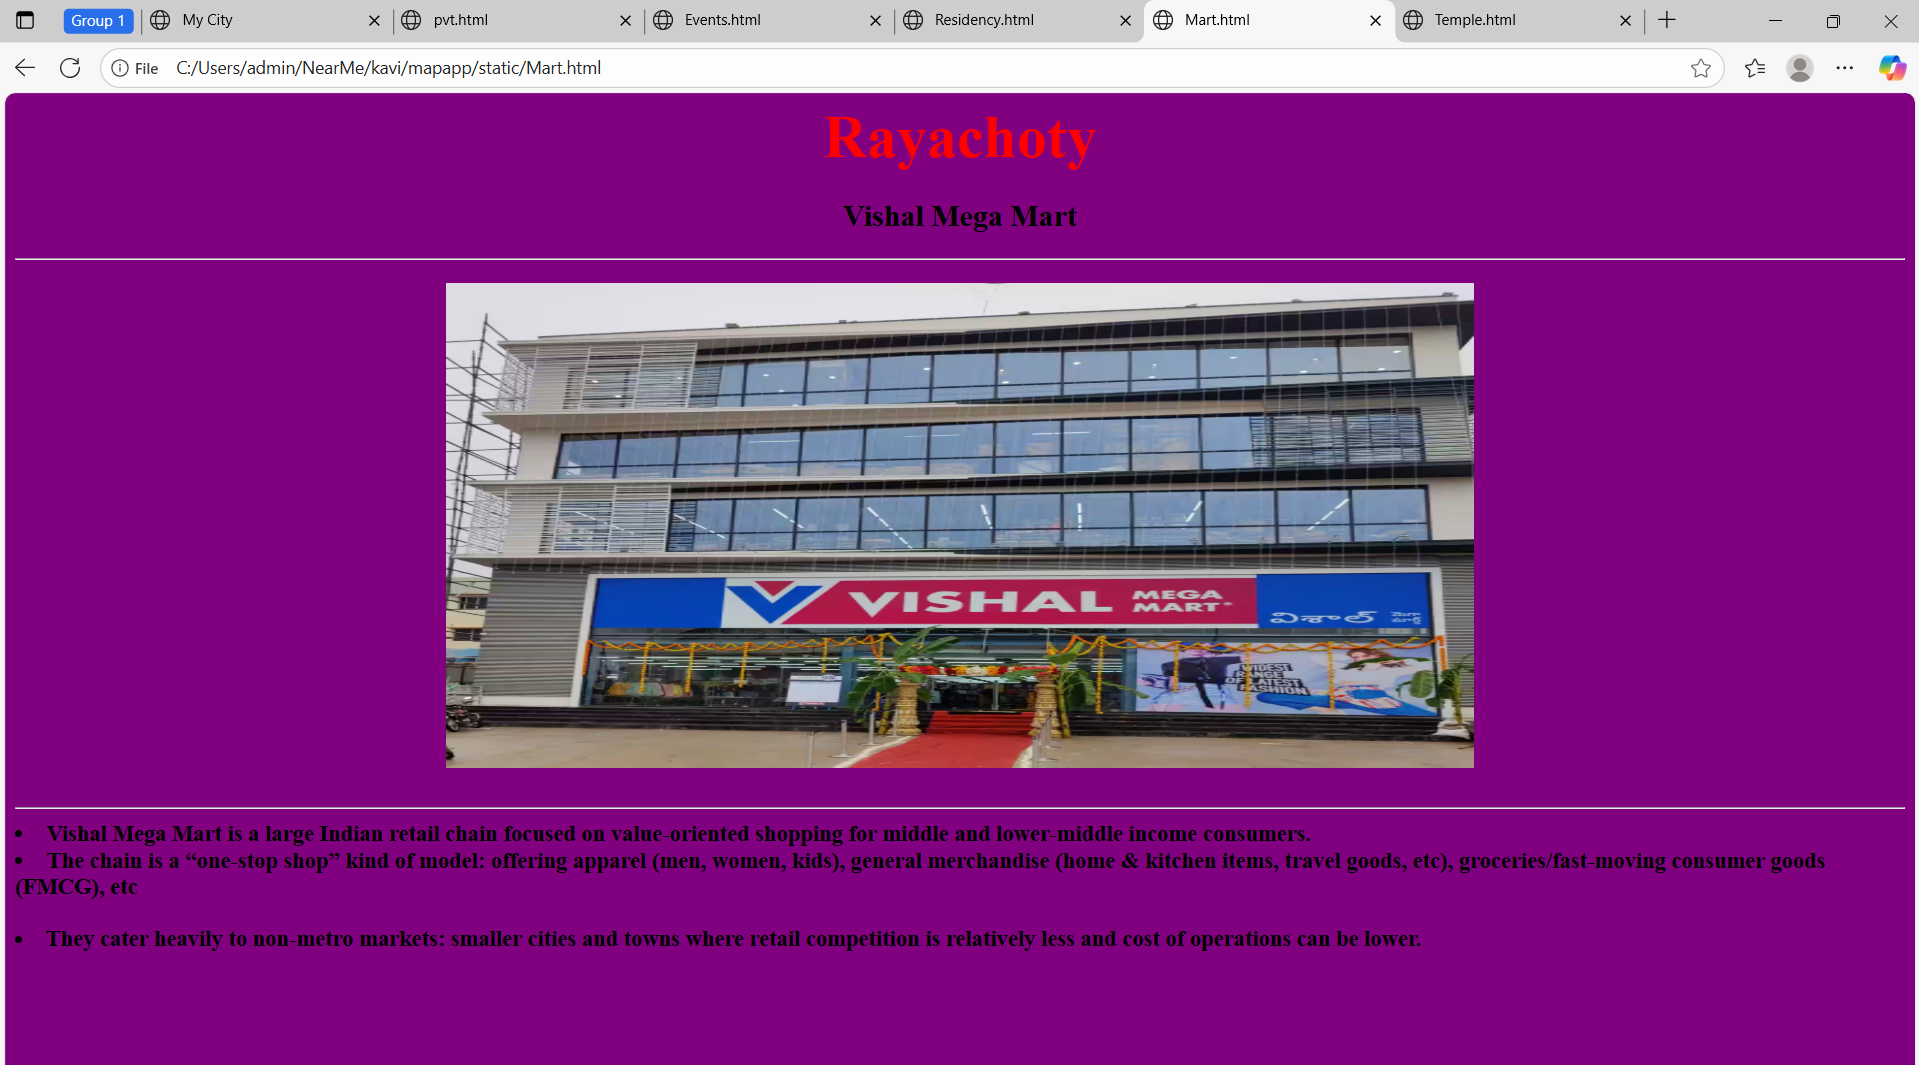 Group 1
My City
pvt.html
Events.html
Residency.html
Mart.html
Temple.html
File C:/Users/admin/NearMe/kavi/mapapp/static/Mart.html
Rayachoty
Vishal Mega Mart
VISHAL MEGA MART
విశాల్ మెగా మార్ట్
WIDEST
RANGE
OF LATEST
FASHION
• Vishal Mega Mart is a large Indian retail chain focused on value-oriented shopping for middle and lower-middle income consumers.
• The chain is a “one-stop shop” kind of model: offering apparel (men, women, kids), general merchandise (home & kitchen items, travel goods, etc), groceries/fast-moving consumer goods
(FMCG), etc
• They cater heavily to non-metro markets: smaller cities and towns where retail competition is relatively less and cost of operations can be lower.